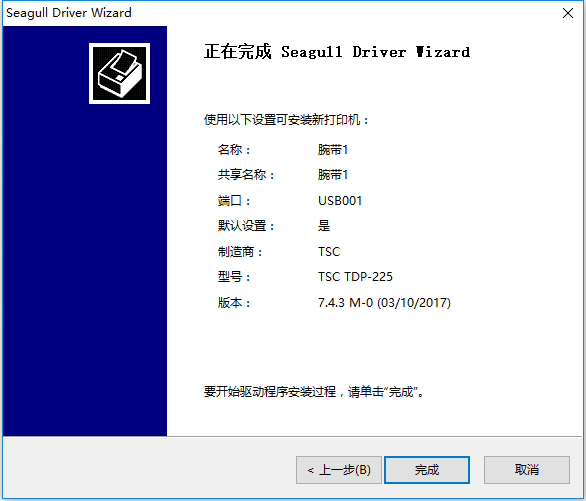 Seagull Driver Wizard
正在完成 Seagull Driver Wizard
使用以下设置可安装新打印机：
名称： 腕带1
共享名称： 腕带1
端口： USB001
默认设置： 是
制造商： TSC
型号： TSC TDP-225
版本： 7.4.3 M-0 (03/10/2017)
要开始驱动程序安装过程，请单击“完成”。
< 上一步(B) 完成 取消